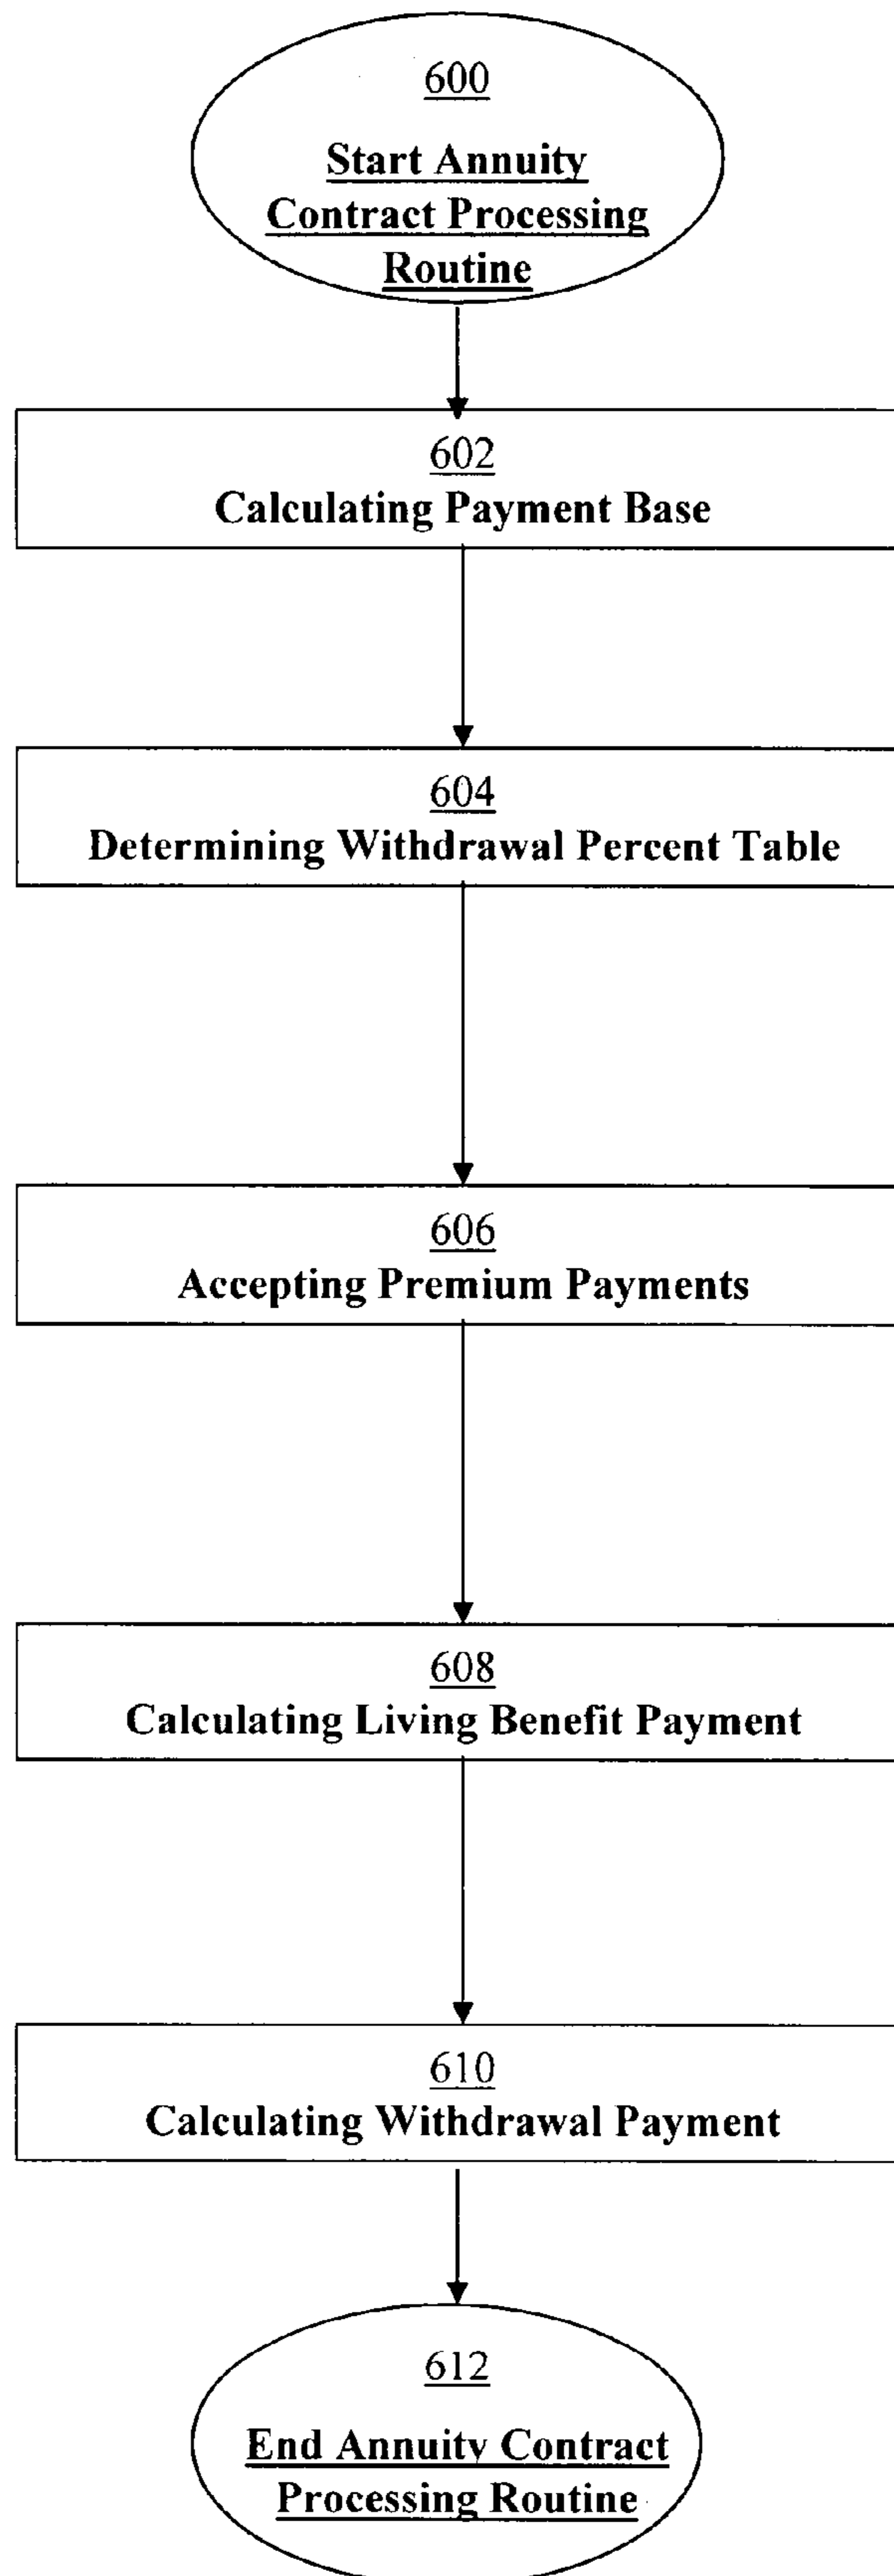 600
Start Annuity
Contract Processing
Routine
602
Calculating Payment Base
604
Determining Withdrawal Percent Table
606
Accepting Premium Payments
608
Calculating Living Benefit Payment
610
Calculating Withdrawal Payment
612
End Annuity Contract
Processing Routine